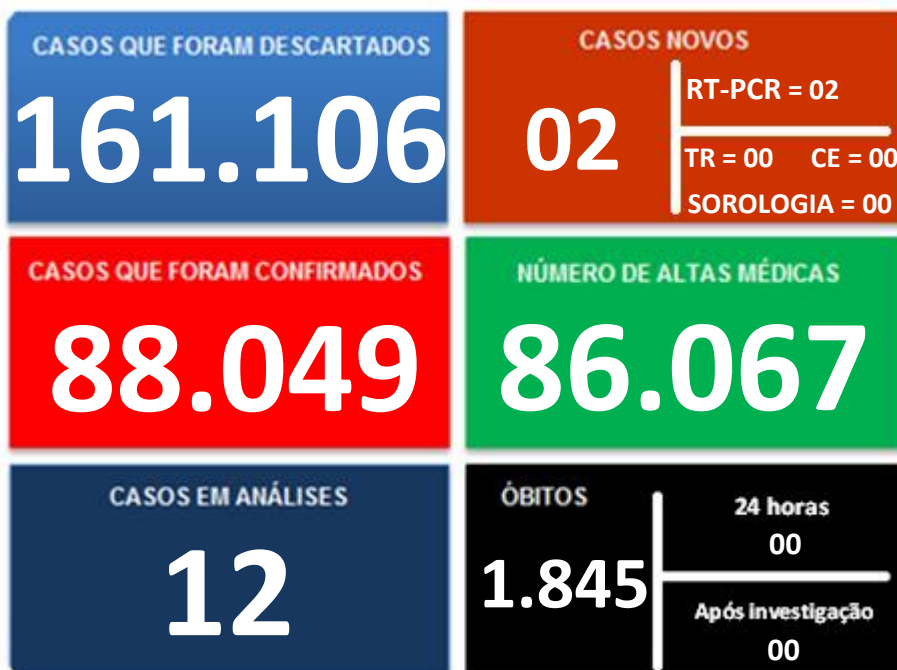 CASOS QUE FORAM DESCARTADOS
161.106
CASOS NOVOS
02
RT-PCR = 02
TR = 00 CE = 00
SOROLOGIA = 00
CASOS QUE FORAM CONFIRMADOS
88.049
NÚMERO DE ALTAS MÉDICAS
86.067
CASOS EM ANÁLISES
12
ÓBITOS
1.845
24 horas
00
Após investigação
00